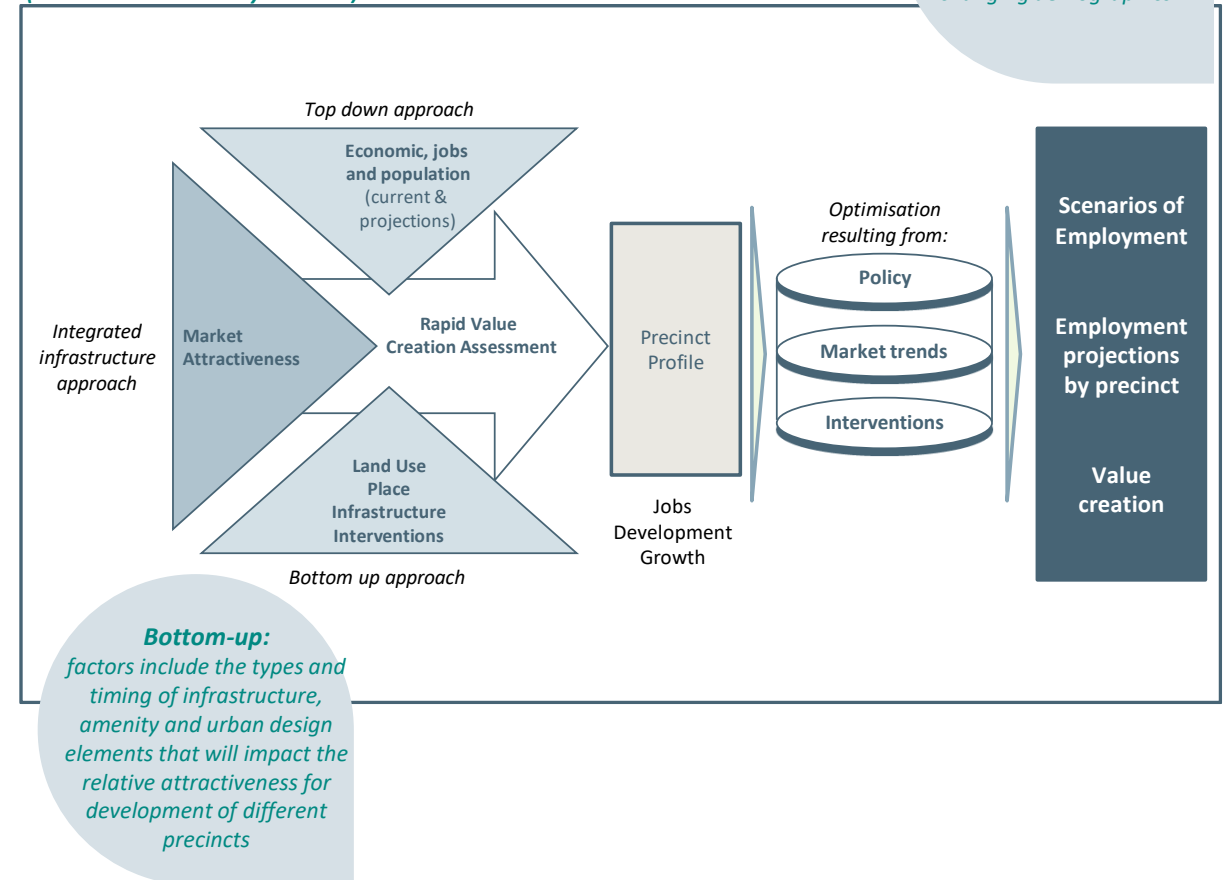 Top down approach
Economic, jobs
and population
(current &
projections)
Integrated
infrastructure
approach
Market
Attractiveness
Rapid Value
Creation Assessment
Land Use
Place
Infrastructure
Interventions
Bottom up approach
Precinct
Profile
Jobs
Development
Growth
Optimisation
resulting from:
Policy
Market trends
Interventions
Scenarios of
Employment
Employment
projections
by precinct
Value
creation
Bottom-up:
factors include the types and
timing of infrastructure,
amenity and urban design
elements that will impact the
relative attractiveness for
development of different
precincts